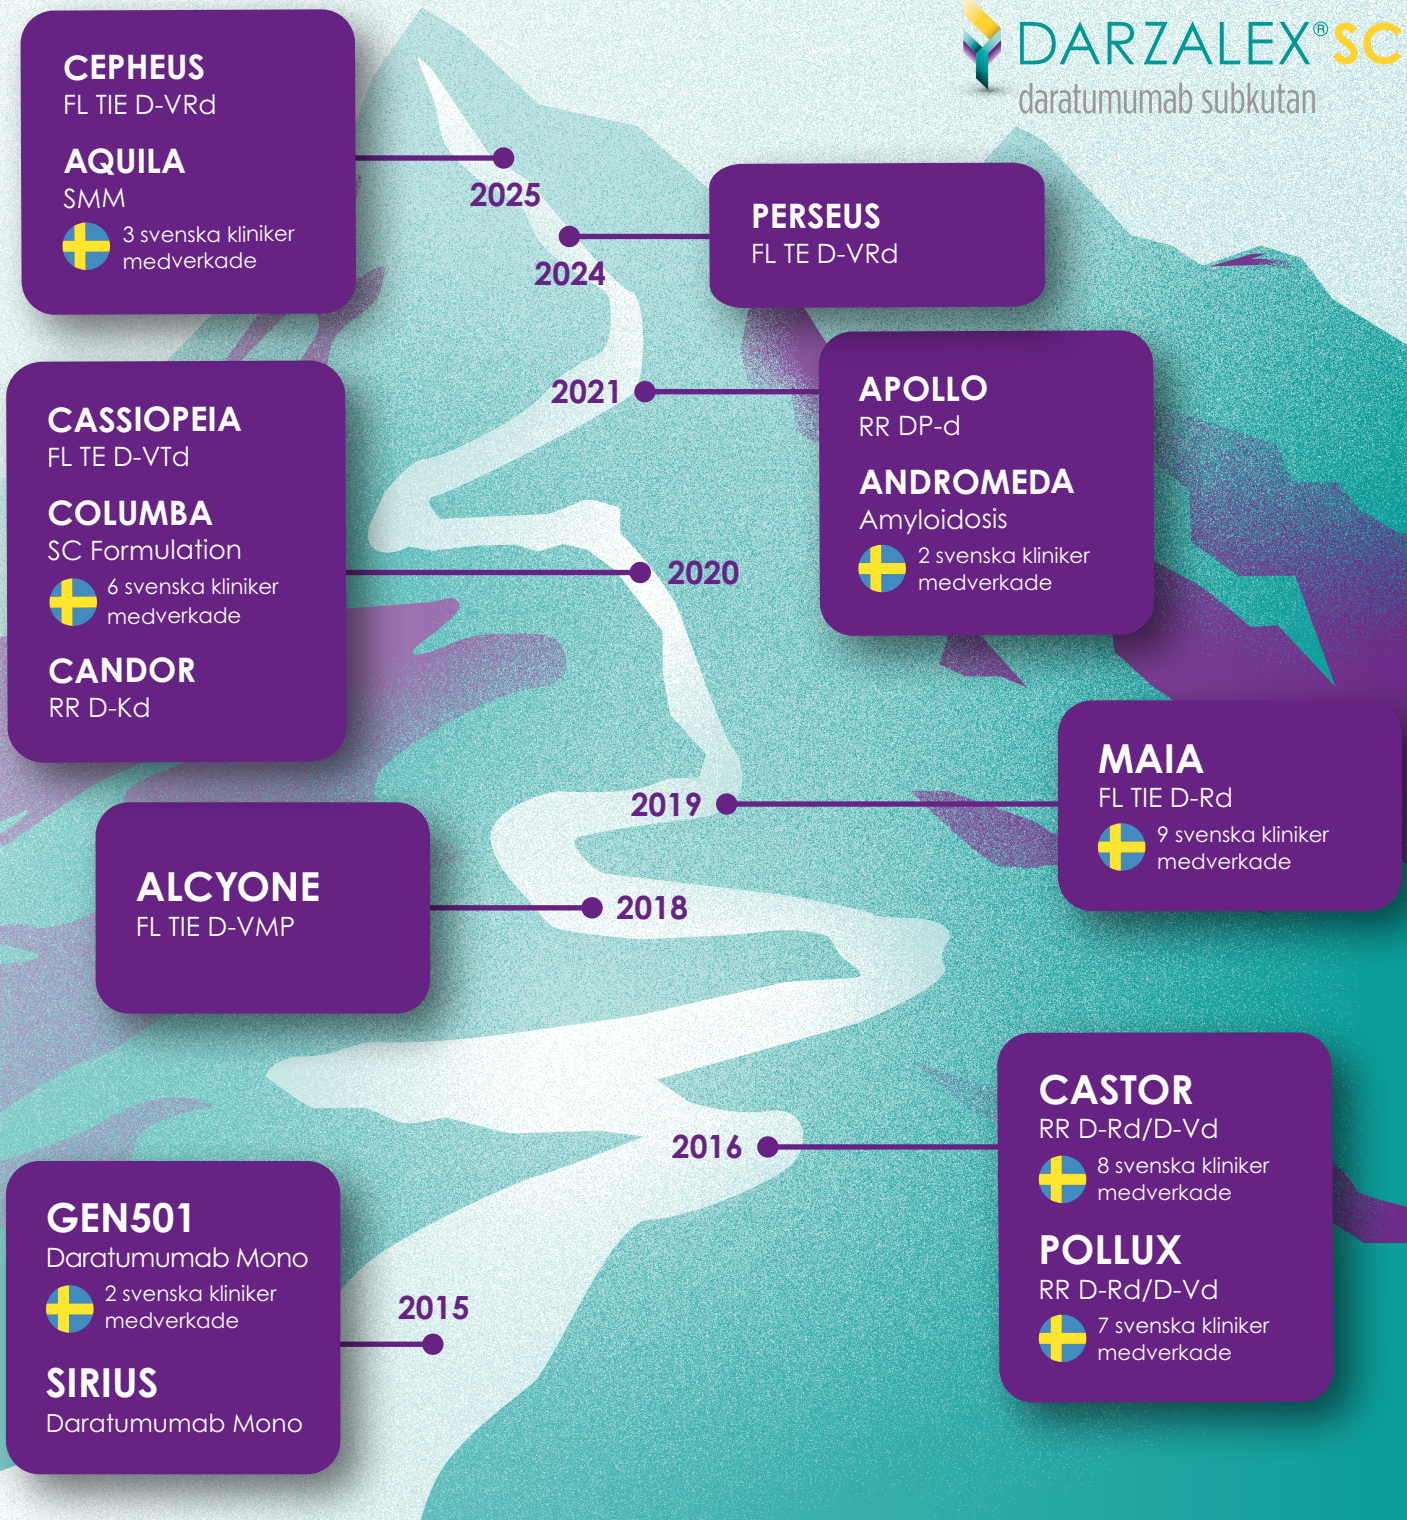 DARZALEX® SC
daratumumab subkutan
CEPHEUS
FL TIE D-VRd
AQUILA
SMM
3 svenska kliniker
medverkade
2025
PERSEUS
FL TE D-VRd
2024
2021
APOLLO
RR DP-d
ANDROMEDA
Amyloidosis
2 svenska kliniker
medverkade
CASSIOPEIA
FL TE D-VTd
COLUMBA
SC Formulation
6 svenska kliniker
medverkade
CANDOR
RR D-Kd
2020
MAIA
FL TIE D-Rd
9 svenska kliniker
medverkade
2019
ALCYONE
FL TIE D-VMP
2018
CASTOR
RR D-Rd/D-Vd
8 svenska kliniker
medverkade
POLLUX
RR D-Rd/D-Vd
7 svenska kliniker
medverkade
2016
GEN501
Daratumumab Mono
2 svenska kliniker
medverkade
SIRIUS
Daratumumab Mono
2015